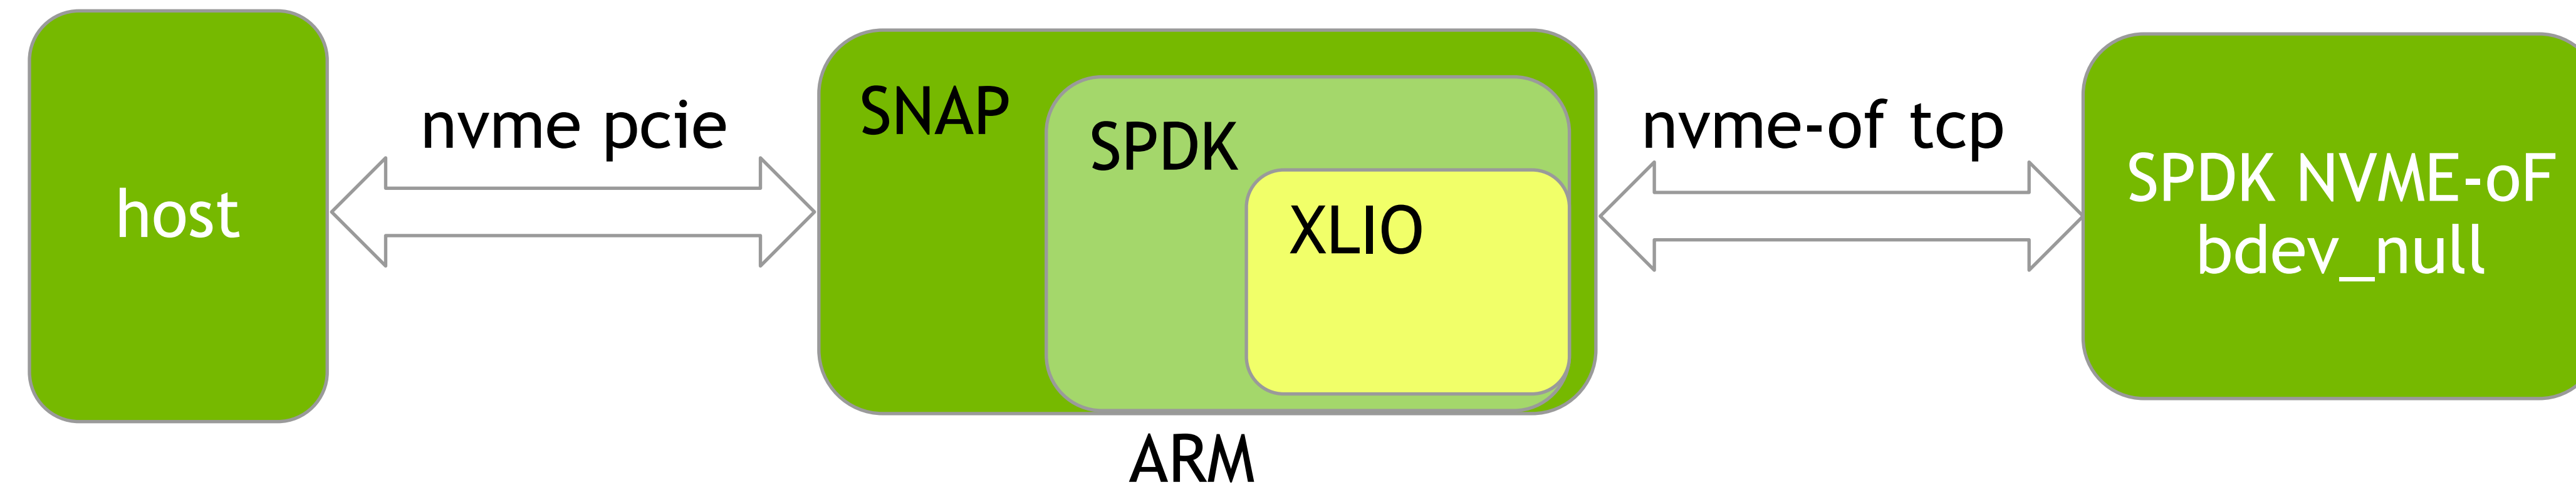 host
nvme pcie
SNAP
SPDK
XLIO
ARM
nvme-of tcp
SPDK NVME-oF
bdev_null